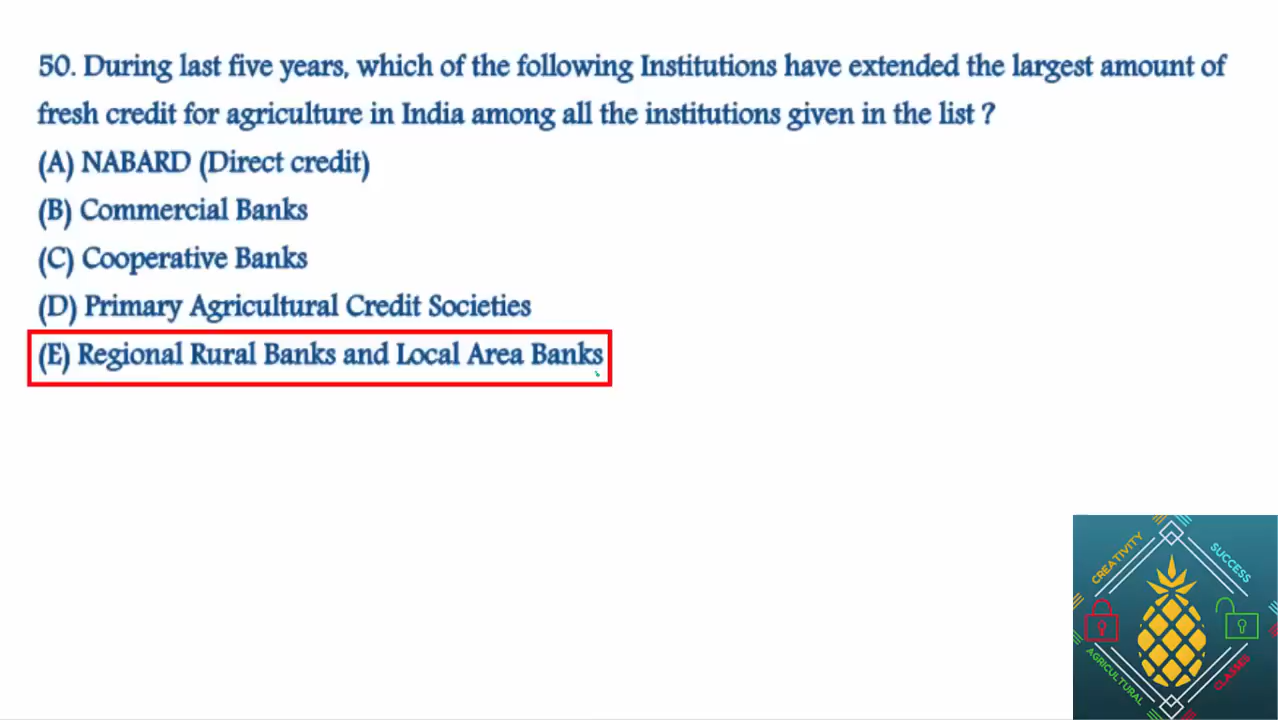 50. During last five years, which of the following Institutions have extended the largest amount of
fresh credit for agriculture in India among all the institutions given in the list ?
(A) NABARD (Direct credit)
(B) Commercial Banks
(C) Cooperative Banks
(D) Primary Agricultural Credit Societies
(E) Regional Rural Banks and Local Area Banks
CREATIVITY
SUCCESS
AGRICULTURAL
CLASSES